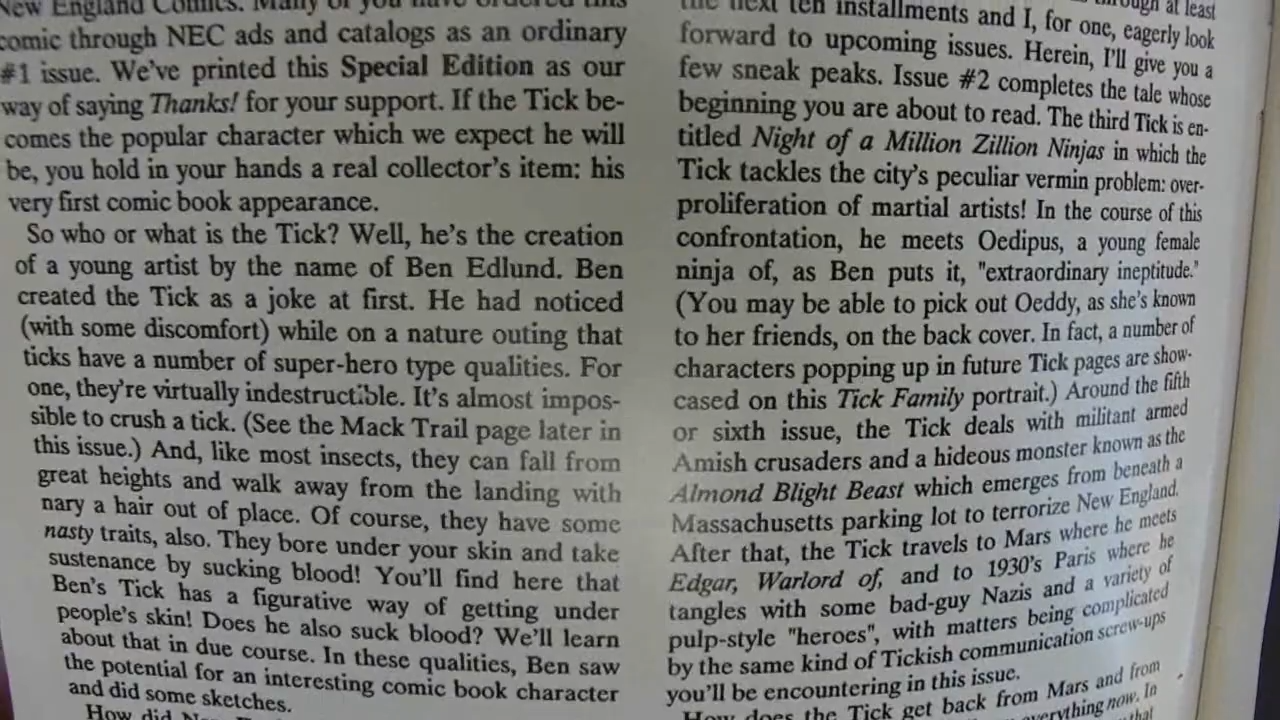 New England Comics. Many of you have ordered this
comic through NEC ads and catalogs as an ordinary
#1 issue. We've printed this Special Edition as our
way of saying Thanks! for your support. If the Tick be-
comes the popular character which we expect he will
be, you hold in your hands a real collector's item: his
very first comic book appearance.
So who or what is the Tick? Well, he's the creation
of a young artist by the name of Ben Edlund. Ben
created the Tick as a joke at first. He had noticed
(with some discomfort) while on a nature outing that
ticks have a number of super-hero type qualities. For
one, they're virtually indestructible. It's almost impos-
sible to crush a tick. (See the Mack Trail page later in
this issue.) And, like most insects, they can fall from
great heights and walk away from the landing with
nary a hair out of place. Of course, they have some
nasty traits, also. They bore under your skin and take
sustenance by sucking blood! You'll find here that
Ben's Tick has a figurative way of getting under
people's skin! Does he also suck blood? We'll learn
about that in due course. In these qualities, Ben saw
the potential for an interesting comic book character
and did some sketches.
How did
through at least
the next ten installments and I, for one, eagerly look
forward to upcoming issues. Herein, I'll give you a
few sneak peaks. Issue #2 completes the tale whose
beginning you are about to read. The third Tick is en-
titled Night of a Million Zillion Ninjas in which the
Tick tackles the city's peculiar vermin problem: over-
proliferation of martial artists! In the course of this
confrontation, he meets Oedipus, a young female
ninja of, as Ben puts it, "extraordinary ineptitude."
(You may be able to pick out Oeddy, as she's known
to her friends, on the back cover. In fact, a number of
characters popping up in future Tick pages are show-
cased on this Tick Family portrait.) Around the fifth
or sixth issue, the Tick deals with militant armed
Amish crusaders and a hideous monster known as the
Almond Blight Beast which emerges from beneath a
Massachusetts parking lot to terrorize New England.
After that, the Tick travels to Mars where he meets
Edgar, Warlord of, and to 1930's Paris where he
tangles with some bad-guy Nazis and a variety of
pulp-style "heroes", with matters being complicated
by the same kind of Tickish communication screw-ups
you'll be encountering in this issue.
How does the Tick get back from Mars and from
everything now. In
that